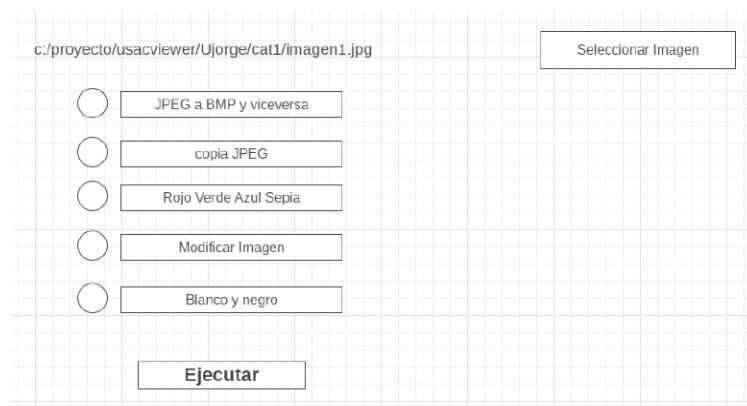 c:/proyecto/usacviewer/Ujorge/cat1/imagen1.jpg
Seleccionar Imagen
JPEG a BMP y viceversa
copia JPEG
Rojo Verde Azul Sepia
Modificar Imagen
Blanco y negro
Ejecutar